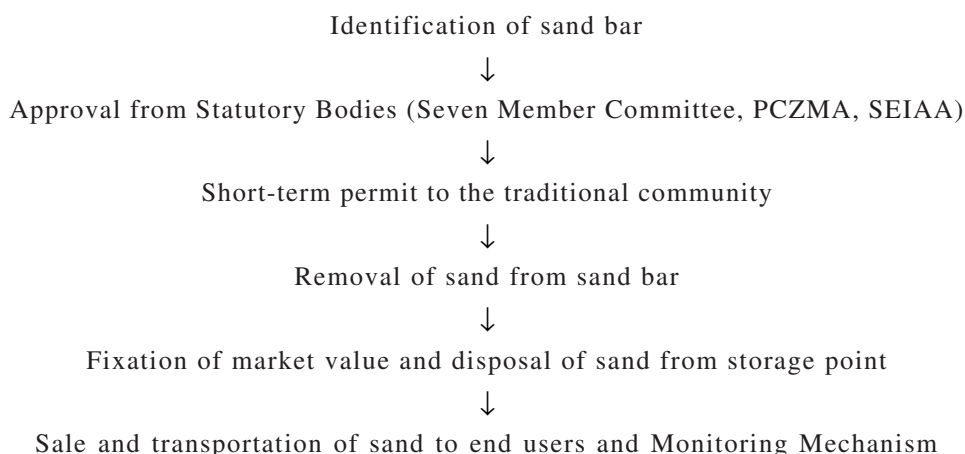 Identification of sand bar
↓
Approval from Statutory Bodies (Seven Member Committee, PCZMA, SEIAA)
↓
Short-term permit to the traditional community
↓
Removal of sand from sand bar
↓
Fixation of market value and disposal of sand from storage point
↓
Sale and transportation of sand to end users and Monitoring Mechanism